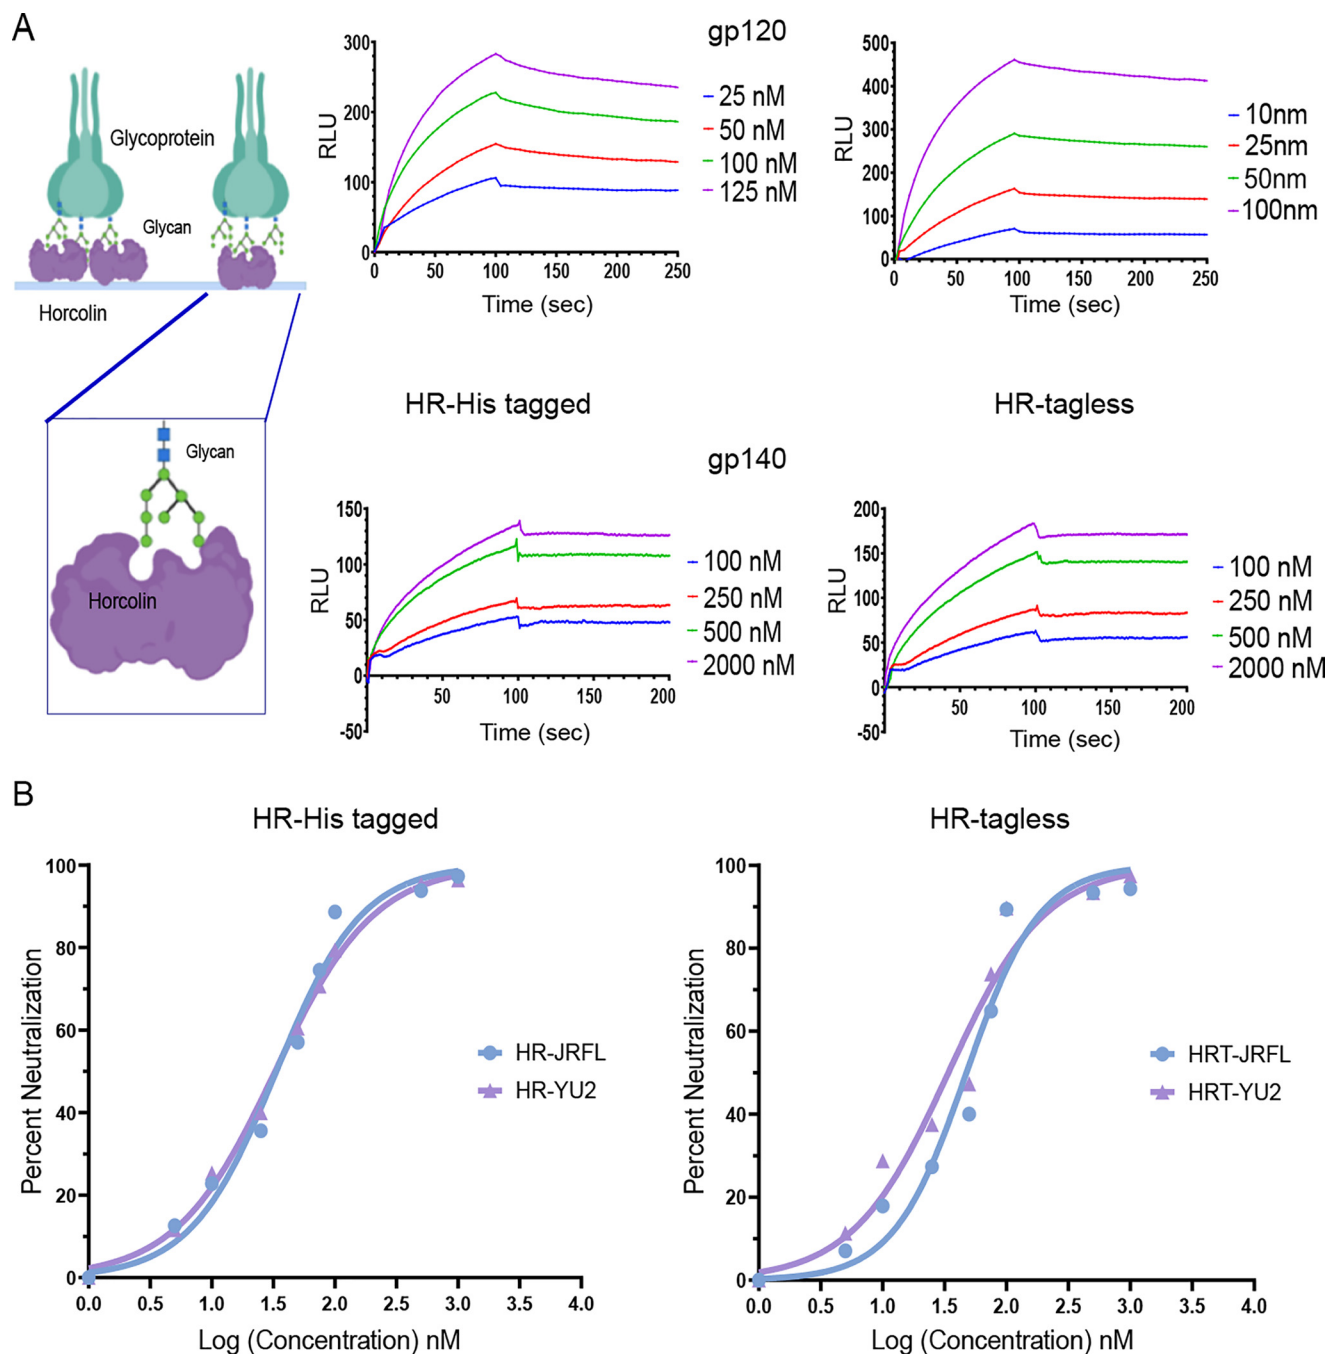 A
Glycoprotein
Glycan
Horcolin
Glycan
Horcolin
gp120
300
200
100
0
RLU
0 50 100 150 200 250
Time (sec)
25 nM
50 nM
100 nM
125 nM
500
400
300
200
100
0
RLU
0 50 100 150 200 250
Time (sec)
10nm
25nm
50nm
100nm
HR-His tagged
HR-tagless
gp140
150
100
50
0
-50
RLU
50 100 150 200
Time (sec)
100 nM
250 nM
500 nM
2000 nM
200
150
100
50
0
-50
RLU
50 100 150 200
Time (sec)
100 nM
250 nM
500 nM
2000 nM
B
HR-His tagged
100
80
60
40
20
0
Percent Neutralization
0.0 0.5 1.0 1.5 2.0 2.5 3.0 3.5 4.0
Log (Concentration) nM
HR-JRFL
HR-YU2
HR-tagless
100
80
60
40
20
0
Percent Neutralization
0.0 0.5 1.0 1.5 2.0 2.5 3.0 3.5 4.0
Log (Concentration) nM
HRT-JRFL
HRT-YU2